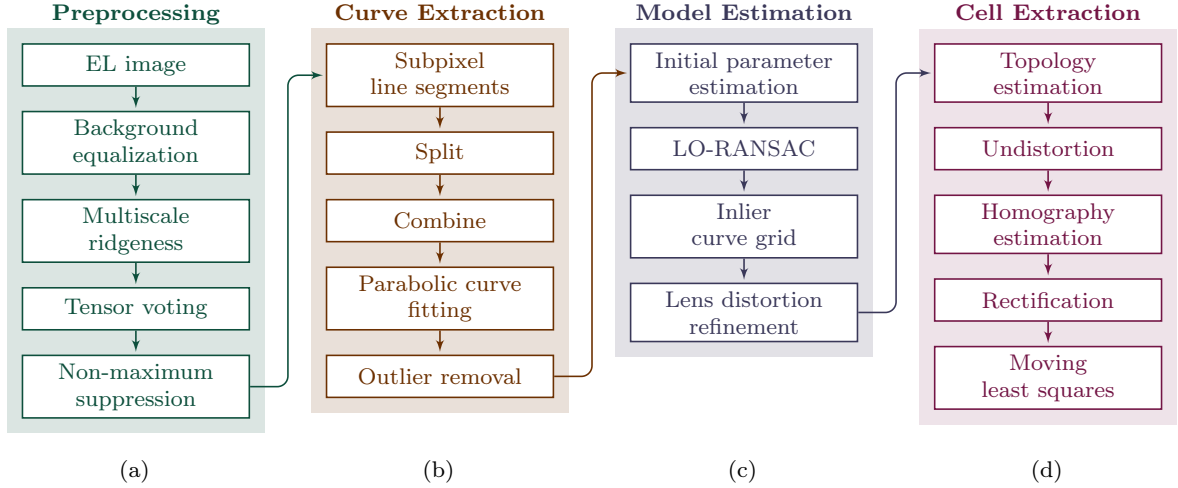 Preprocessing
EL image
Background
equalization
Multiscale
ridgeness
Tensor voting
Non-maximum
suppression
(a)
Curve Extraction
Subpixel
line segments
Split
Combine
Parabolic curve
fitting
Outlier removal
(b)
Model Estimation
Initial parameter
estimation
LO-RANSAC
Inlier
curve grid
Lens distortion
refinement
(c)
Cell Extraction
Topology
estimation
Undistortion
Homography
estimation
Rectification
Moving
least squares
(d)